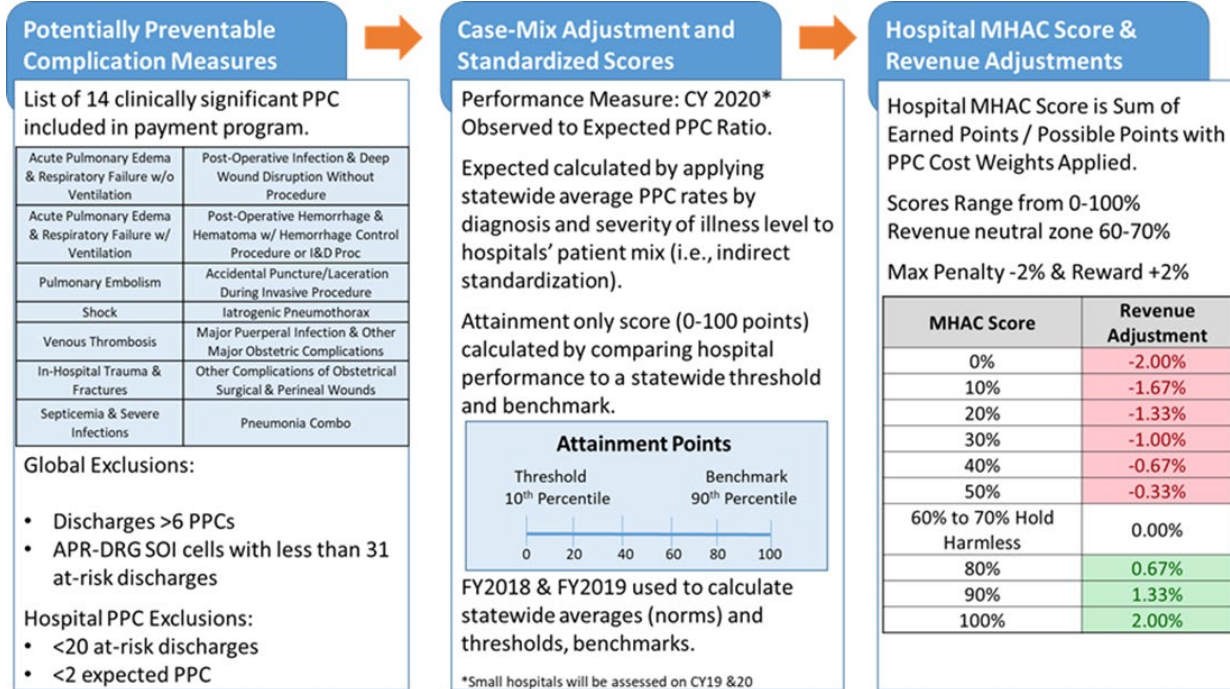 Potentially Preventable
Complication Measures
List of 14 clinically significant PPC
included in payment program.
Acute Pulmonary Edema
& Respiratory Failure w/o
Ventilation
Post-Operative Infection & Deep
Wound Disruption Without
Procedure
Acute Pulmonary Edema
& Respiratory Failure w/
Ventilation
Post-Operative Hemorrhage &
Hematoma w/ Hemorrhage Control
Procedure or I&D Proc
Pulmonary Embolism
Accidental Puncture/Laceration
During Invasive Procedure
Shock
Iatrogenic Pneumothorax
Venous Thrombosis
Major Puerperal Infection & Other
Major Obstetric Complications
In-Hospital Trauma &
Fractures
Other Complications of Obstetrical
Surgical & Perineal Wounds
Septicemia & Severe
Infections
Pneumonia Combo
Global Exclusions:
• Discharges >6 PPCs
• APR-DRG SOI cells with less than 31
at-risk discharges
Hospital PPC Exclusions:
• <20 at-risk discharges
• <2 expected PPC
Case-Mix Adjustment and
Standardized Scores
Performance Measure: CY 2020*
Observed to Expected PPC Ratio.
Expected calculated by applying
statewide average PPC rates by
diagnosis and severity of illness level to
hospitals' patient mix (i.e., indirect
standardization).
Attainment only score (0-100 points)
calculated by comparing hospital
performance to a statewide threshold
and benchmark.
Attainment Points
Threshold
10th Percentile
Benchmark
90th Percentile
0 20 40 60 80 100
FY2018 & FY2019 used to calculate
statewide averages (norms) and
thresholds, benchmarks.
*Small hospitals will be assessed on CY19 &20
Hospital MHAC Score &
Revenue Adjustments
Hospital MHAC Score is Sum of
Earned Points / Possible Points with
PPC Cost Weights Applied.
Scores Range from 0-100%
Revenue neutral zone 60-70%
Max Penalty -2% & Reward +2%
MHAC Score
Revenue
Adjustment
0% -2.00%
10% -1.67%
20% -1.33%
30% -1.00%
40% -0.67%
50% -0.33%
60% to 70% Hold
Harmless
0.00%
80% 0.67%
90% 1.33%
100% 2.00%